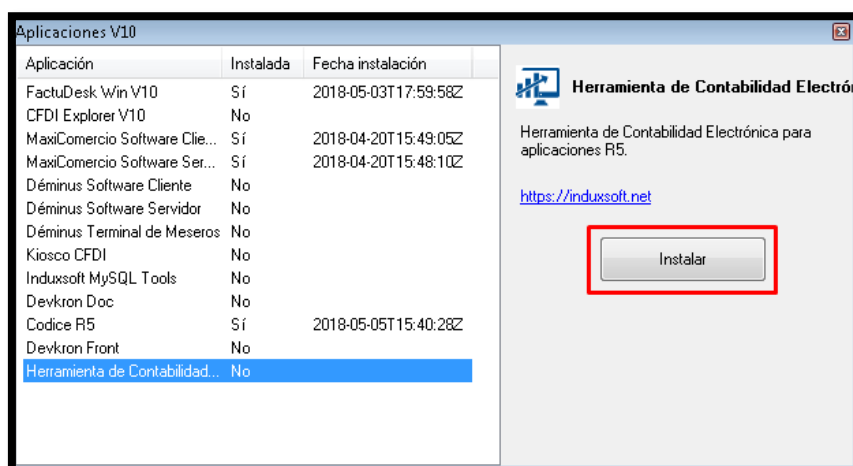 Aplicaciones V10
Aplicación Instalada Fecha instalación
FactuDesk Win V10 Sí 2018-05-03T17:59:58Z
CFDI Explorer V10 No
MaxiComercio Software Clie... Sí 2018-04-20T15:49:05Z
MaxiComercio Software Ser... Sí 2018-04-20T15:48:10Z
Déminus Software Cliente No
Déminus Software Servidor No
Déminus Terminal de Meseros No
Kiosco CFDI No
Induxsoft MySQL Tools No
Devkron Doc No
Codice R5 Sí 2018-05-05T15:40:28Z
Devkron Front No
Herramienta de Contabilidad... No
Herramienta de Contabilidad Electrón
Herramienta de Contabilidad Electrónica para
aplicaciones R5.
https://induxsoft.net
Instalar